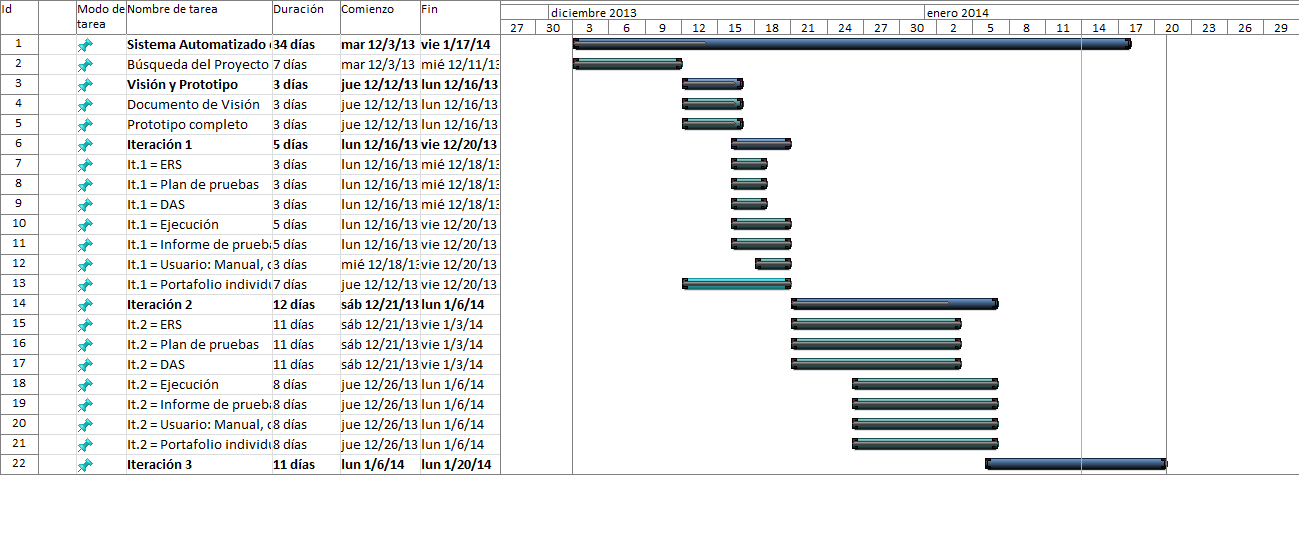 Id Modo de tarea Nombre de tarea Duración Comienzo Fin
diciembre 2013 enero 2014
27 30 3 6 9 12 15 18 21 24 27 30 2 5 8 11 14 17 20 23 26 29
1 Sistema Automatizado 34 días mar 12/3/13 vie 1/17/14
2 Búsqueda del Proyecto 7 días mar 12/3/13 mié 12/11/13
3 Visión y Prototipo 3 días jue 12/12/13 lun 12/16/13
4 Documento de Visión 3 días jue 12/12/13 lun 12/16/13
5 Prototipo completo 3 días jue 12/12/13 lun 12/16/13
6 Iteración 1 5 días lun 12/16/13 vie 12/20/13
7 It.1 = ERS 3 días lun 12/16/13 mié 12/18/13
8 It.1 = Plan de pruebas 3 días lun 12/16/13 mié 12/18/13
9 It.1 = DAS 3 días lun 12/16/13 mié 12/18/13
10 It.1 = Ejecución 5 días lun 12/16/13 vie 12/20/13
11 It.1 = Informe de prueba 5 días lun 12/16/13 vie 12/20/13
12 It.1 = Usuario: Manual, 3 días mié 12/18/13 vie 12/20/13
13 It.1 = Portafolio individu 7 días jue 12/12/13 vie 12/20/13
14 Iteración 2 12 días sáb 12/21/13 lun 1/6/14
15 It.2 = ERS 11 días sáb 12/21/13 vie 1/3/14
16 It.2 = Plan de pruebas 11 días sáb 12/21/13 vie 1/3/14
17 It.2 = DAS 11 días sáb 12/21/13 vie 1/3/14
18 It.2 = Ejecución 8 días jue 12/26/13 lun 1/6/14
19 It.2 = Informe de prueba 8 días jue 12/26/13 lun 1/6/14
20 It.2 = Usuario: Manual, 8 días jue 12/26/13 lun 1/6/14
21 It.2 = Portafolio individu 8 días jue 12/26/13 lun 1/6/14
22 Iteración 3 11 días lun 1/6/14 lun 1/20/14